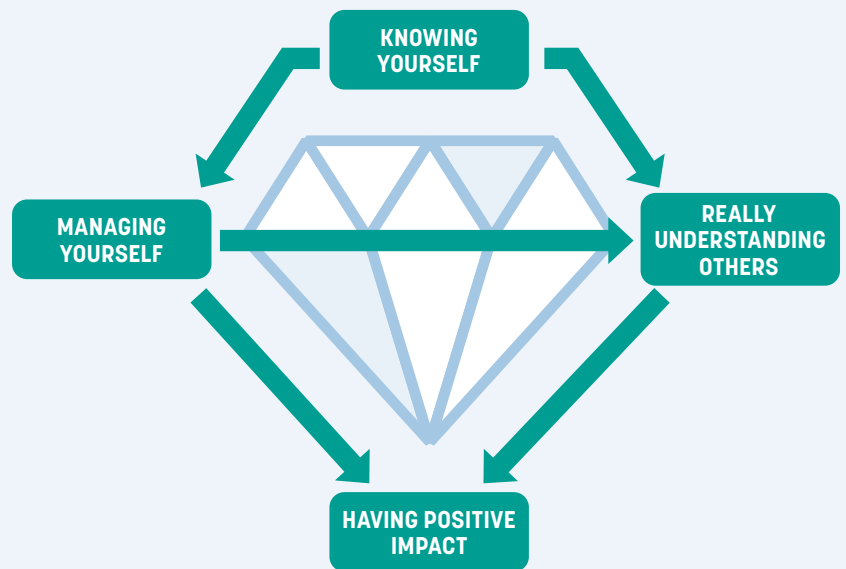 KNOWING
YOURSELF
MANAGING
YOURSELF
REALLY
UNDERSTANDING
OTHERS
HAVING POSITIVE
IMPACT